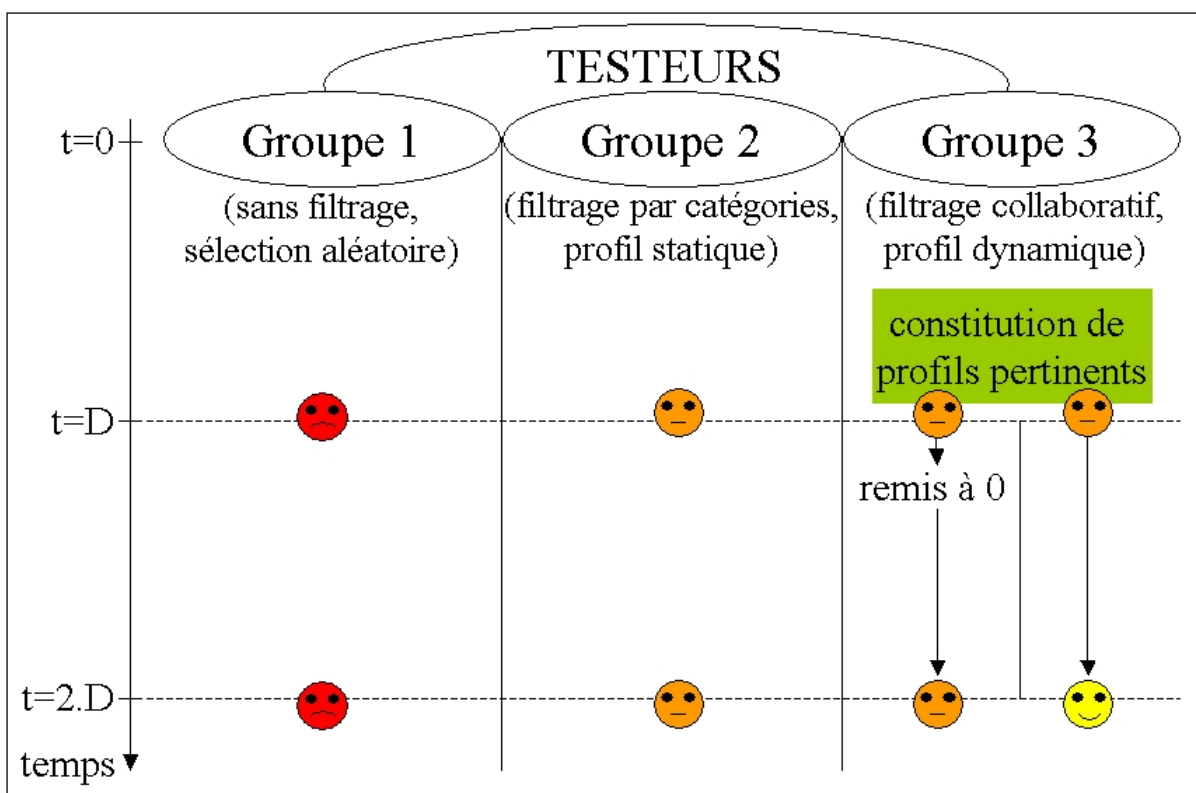 TESTEURS
t=0
Groupe 1
Groupe 2
Groupe 3
(sans filtrage,
sélection aléatoire)
(filtrage par catégories,
profil statique)
(filtrage collaboratif,
profil dynamique)
constitution de
profils pertinents
t=D
remis à 0
t=2.D
temps